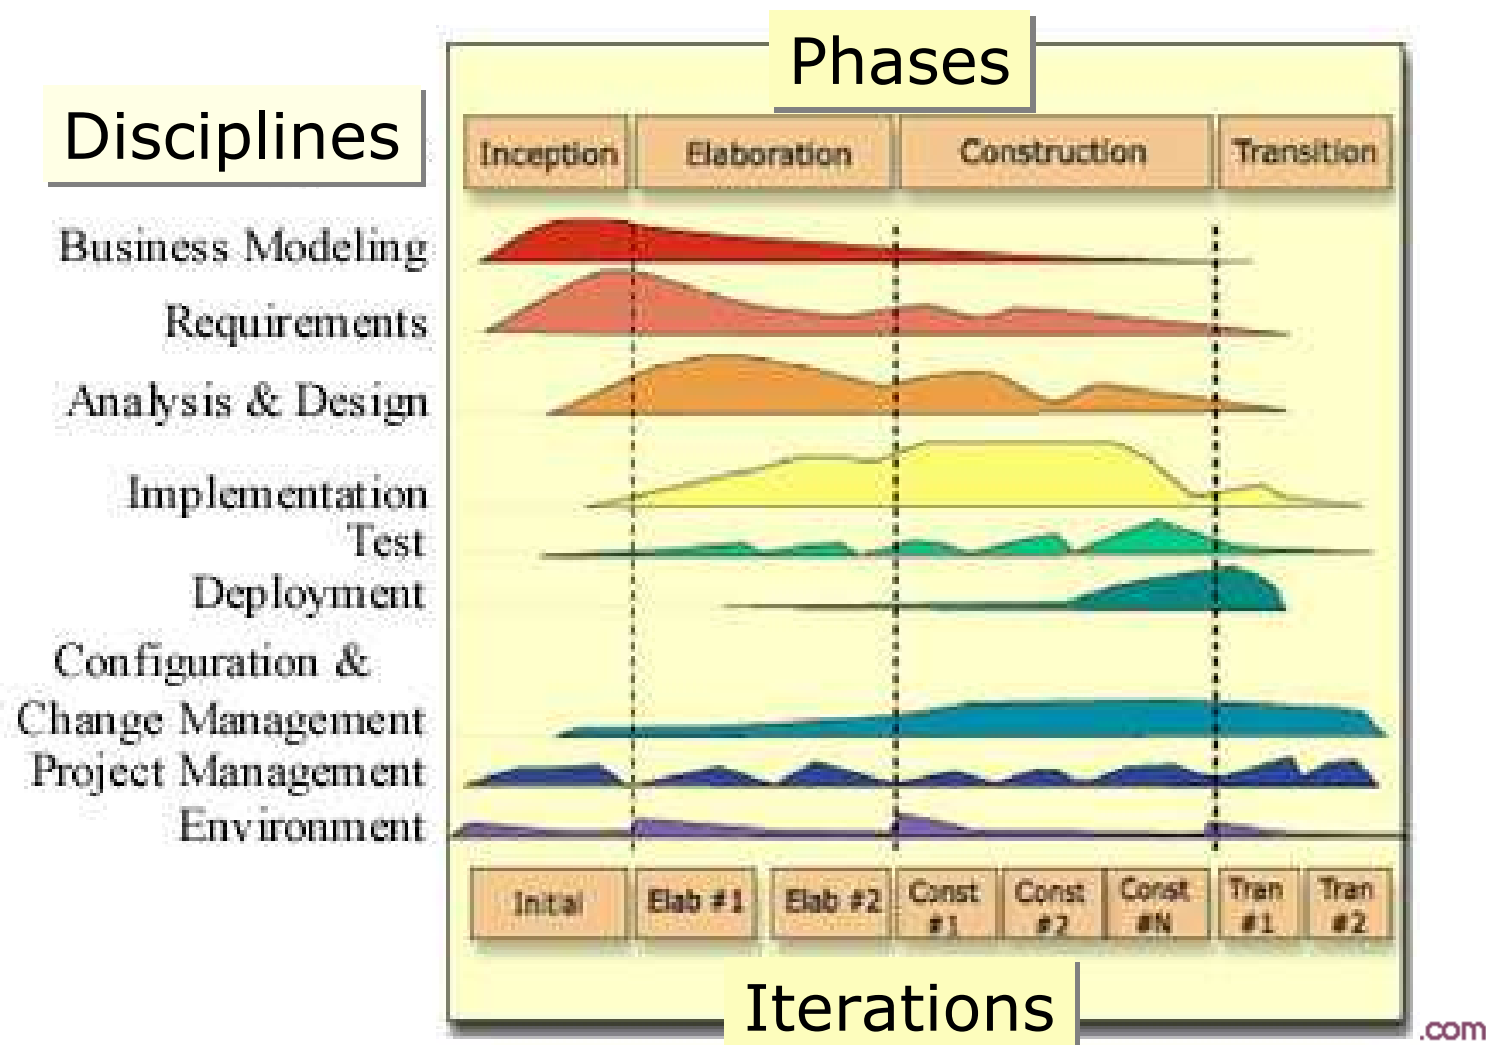 Phases
Disciplines
Inception Elaboration Construction Transition
Business Modeling
Requirements
Analysis & Design
Implementation
Test
Deployment
Configuration &
Change Management
Project Management
Environment
Initial Elab #1 Elab #2 Const #1 Const #2 Const #N Tran #1 Tran #2
Iterations
.com